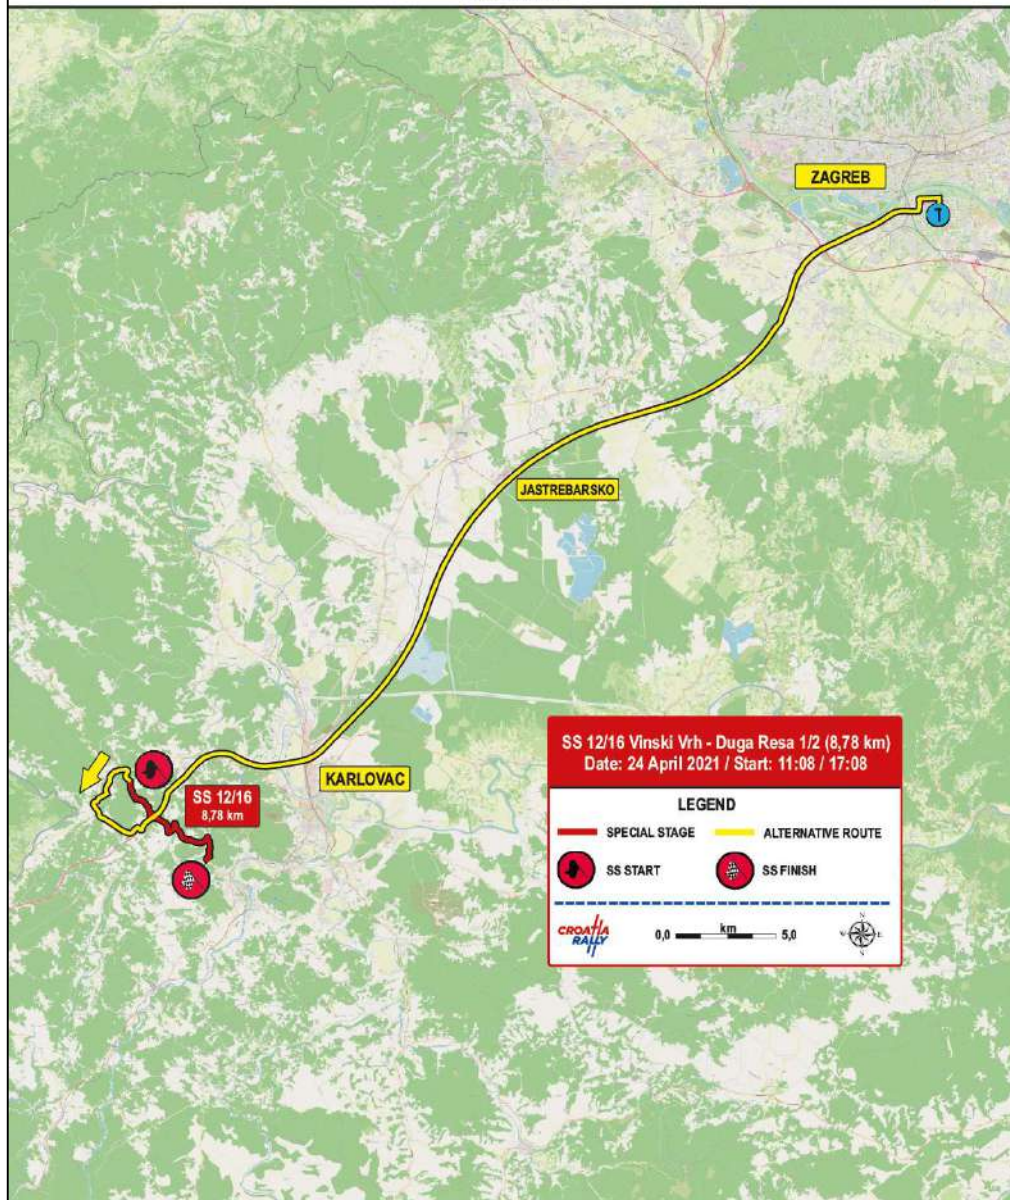 ZAGREB
T
JASTREBARSKO
KARLOVAC
SS 12/16
8,78 km
SS 12/16 Vinski Vrh - Duga Resa 1/2 (8,78 km)
Date: 24 April 2021 / Start: 11:08 / 17:08
LEGEND
SPECIAL STAGE
ALTERNATIVE ROUTE
SS START
SS FINISH
CROATIA
RALLY
0,0
km
5,0
N
W
E
S